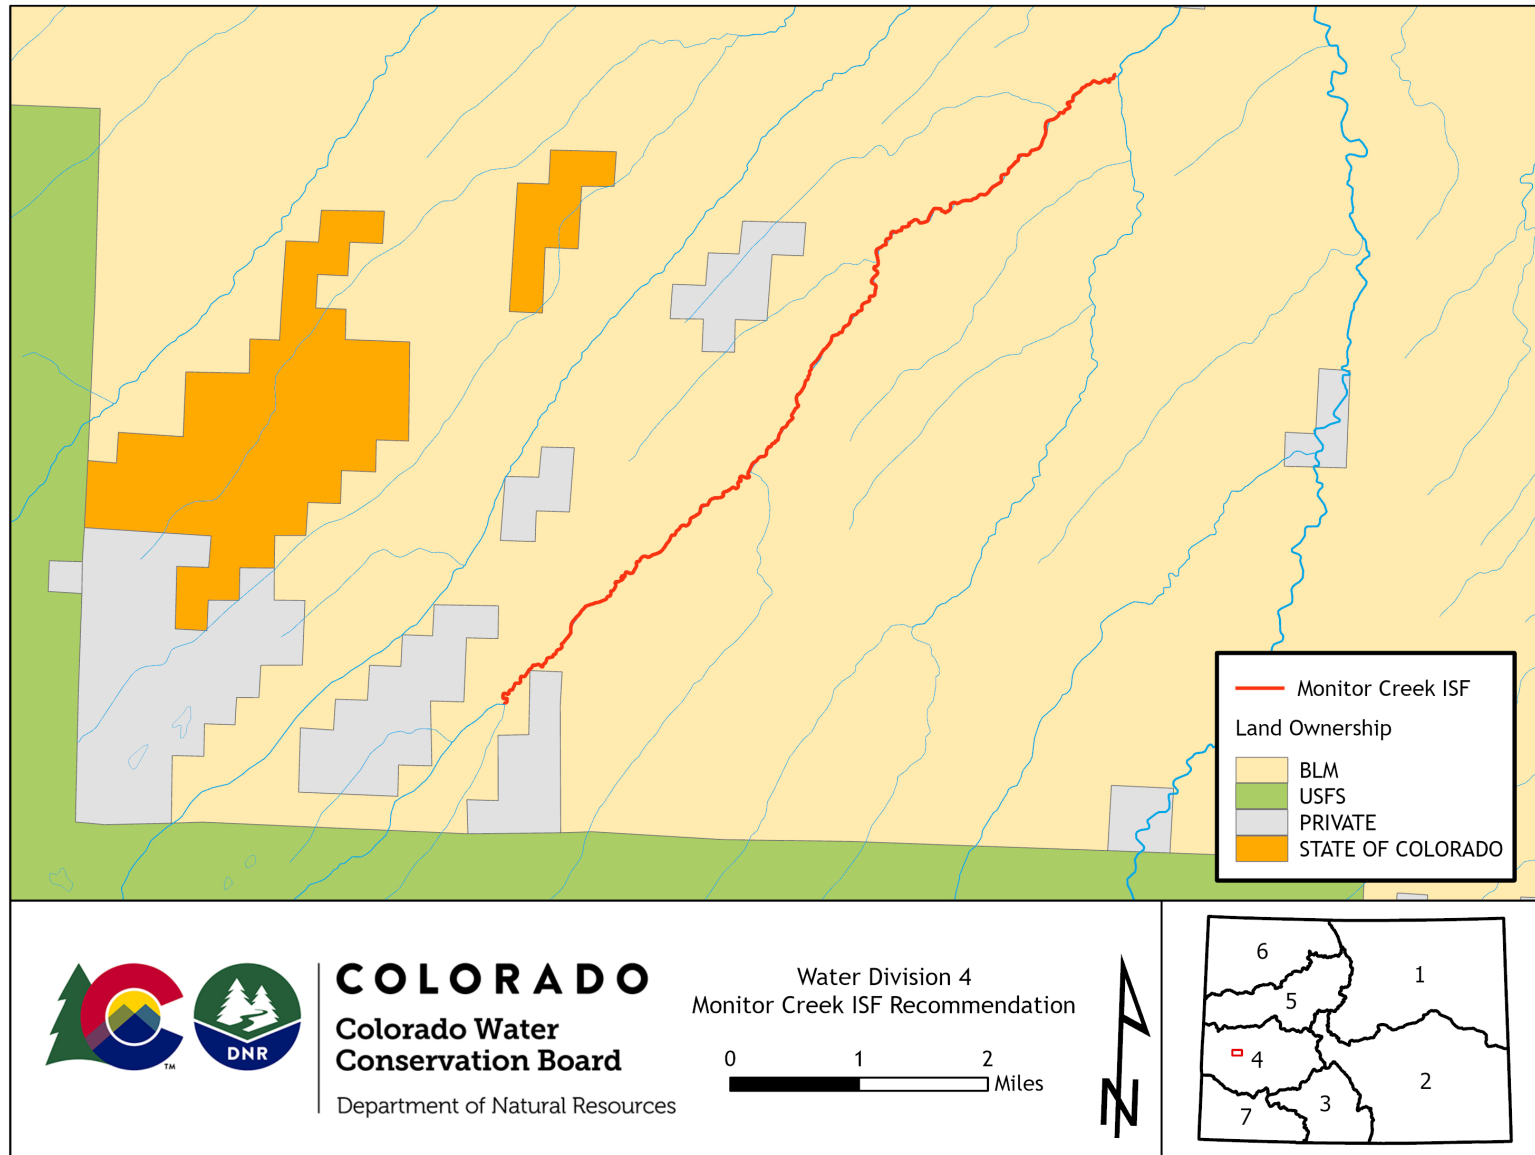 Monitor Creek ISF
Land Ownership
BLM
USFS
PRIVATE
STATE OF COLORADO
TM
DNR
COLORADO
Colorado Water
Conservation Board
Department of Natural Resources
Water Division 4
Monitor Creek ISF Recommendation
0 1 2
Miles
N
6
1
5
4
2
3
7